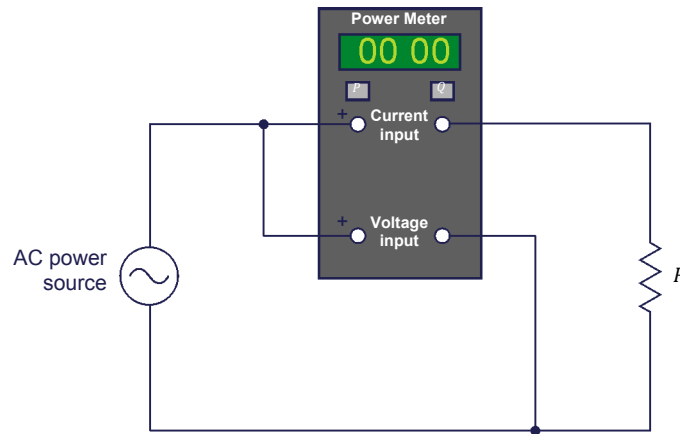 Power Meter
00 00
P
Q
+
Current
input
+
Voltage
input
AC power
source